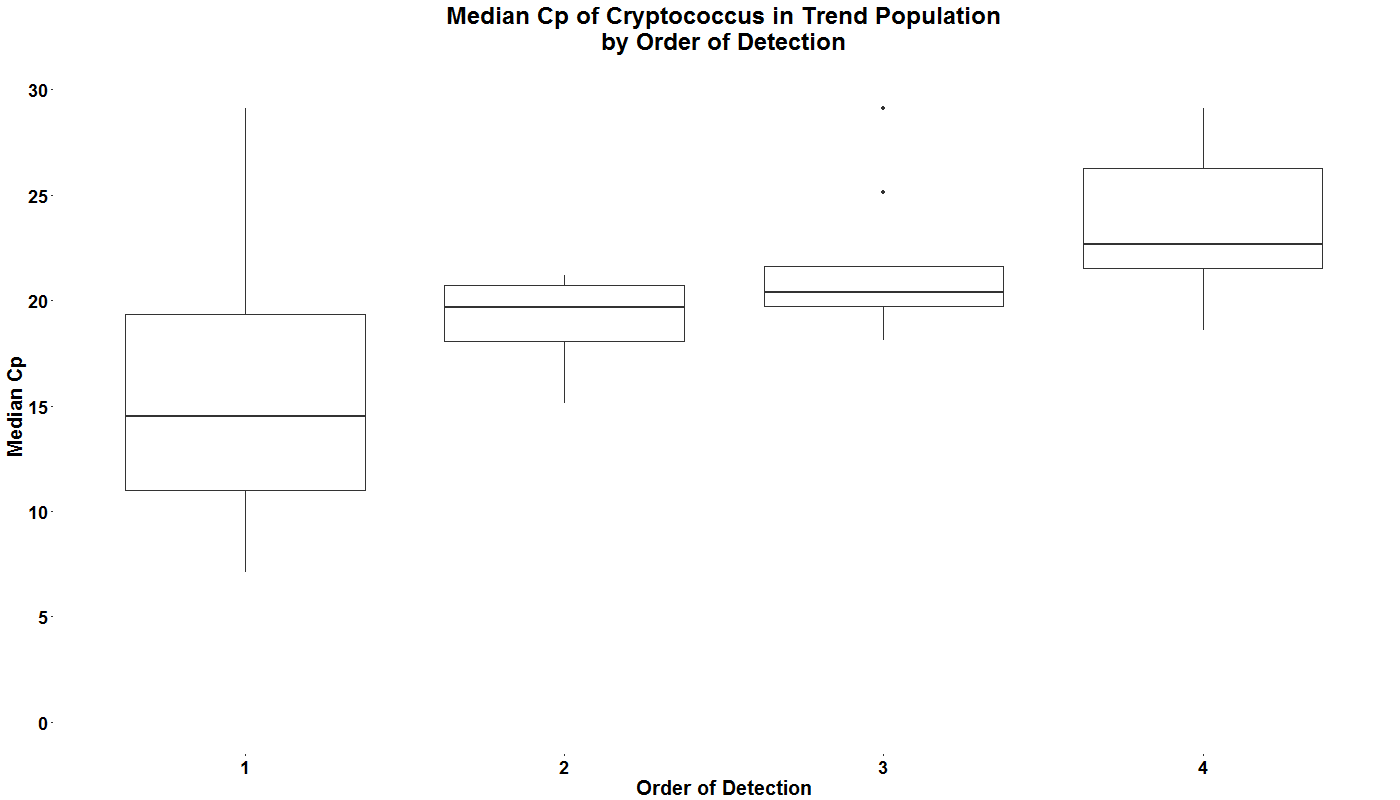 Median Cp of Cryptococcus in Trend Population
by Order of Detection
30
25
20
15
10
5
0
Median Cp
1 2 3 4
Order of Detection